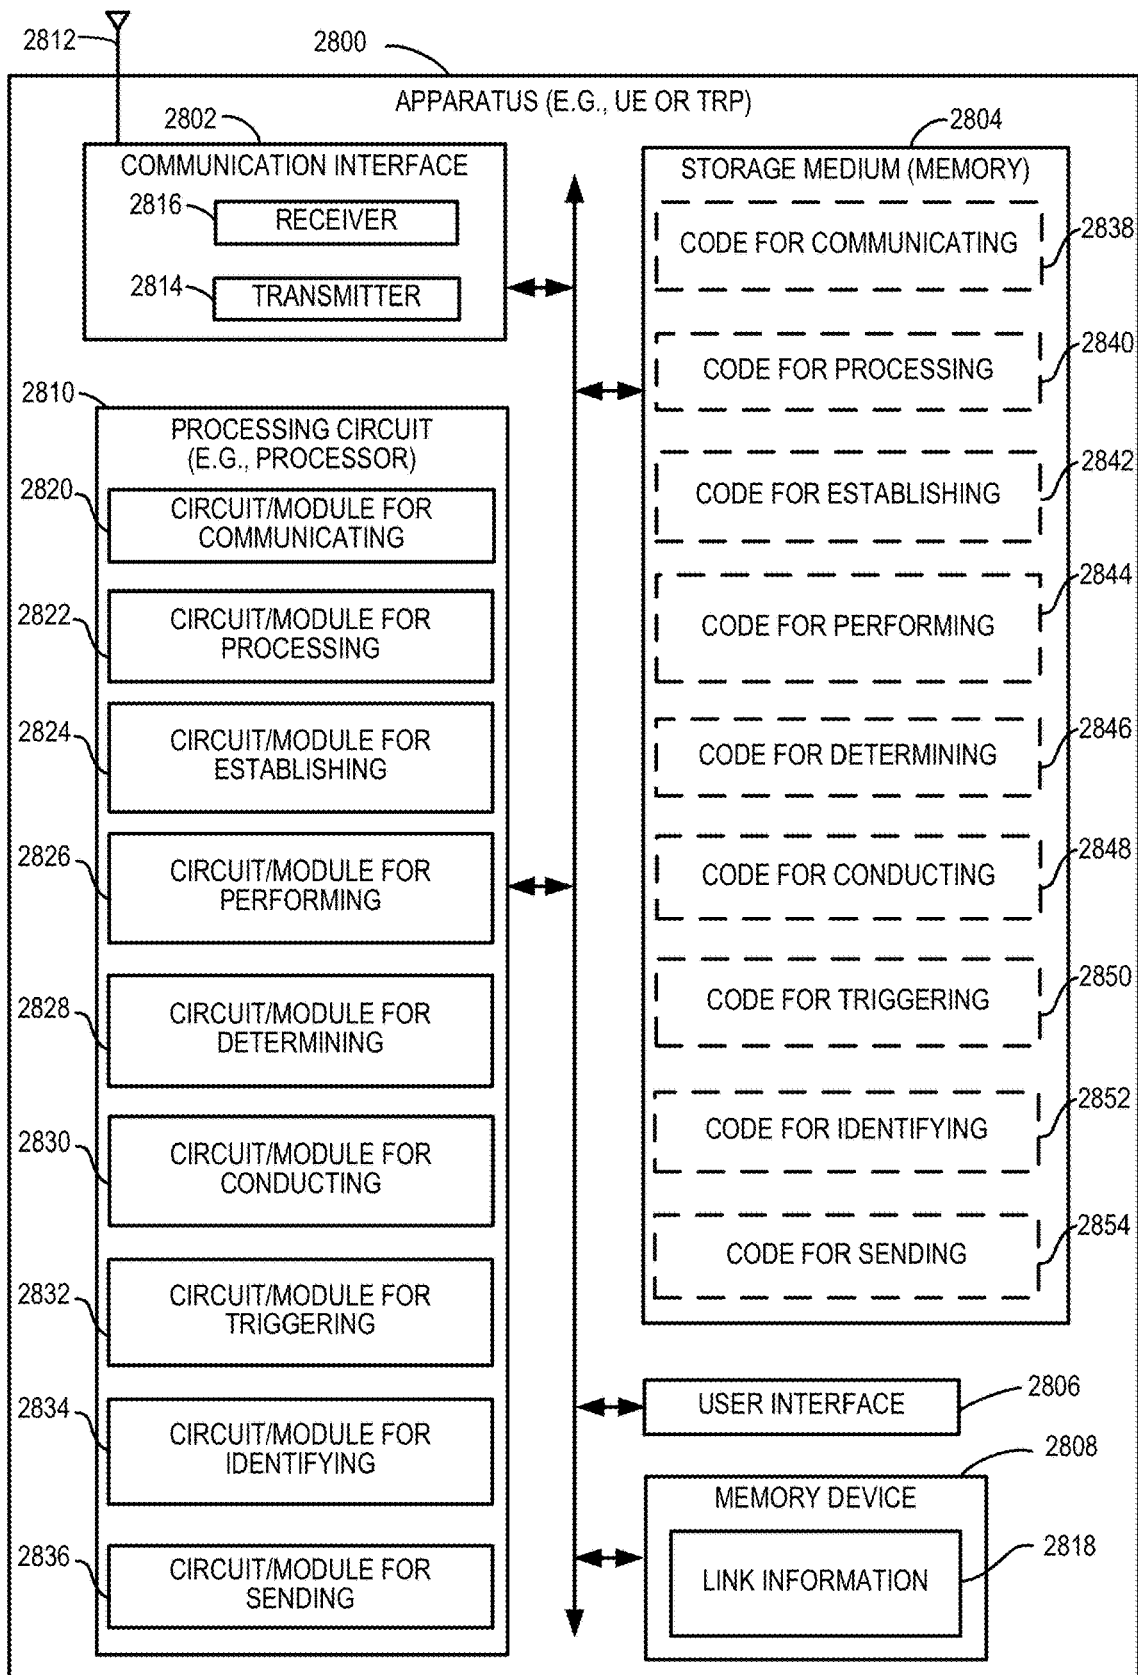 2812
2800
APPARATUS (E.G., UE OR TRP)
2802
COMMUNICATION INTERFACE
2816
RECEIVER
2814
TRANSMITTER
2810
PROCESSING CIRCUIT
(E.G., PROCESSOR)
2820
CIRCUIT/MODULE FOR
COMMUNICATING
2822
CIRCUIT/MODULE FOR
PROCESSING
2824
CIRCUIT/MODULE FOR
ESTABLISHING
2826
CIRCUIT/MODULE FOR
PERFORMING
2828
CIRCUIT/MODULE FOR
DETERMINING
2830
CIRCUIT/MODULE FOR
CONDUCTING
2832
CIRCUIT/MODULE FOR
TRIGGERING
2834
CIRCUIT/MODULE FOR
IDENTIFYING
2836
CIRCUIT/MODULE FOR
SENDING
2804
STORAGE MEDIUM (MEMORY)
CODE FOR COMMUNICATING
2838
CODE FOR PROCESSING
2840
CODE FOR ESTABLISHING
2842
CODE FOR PERFORMING
2844
CODE FOR DETERMINING
2846
CODE FOR CONDUCTING
2848
CODE FOR TRIGGERING
2850
CODE FOR IDENTIFYING
2852
CODE FOR SENDING
2854
USER INTERFACE
2806
2808
MEMORY DEVICE
LINK INFORMATION
2818